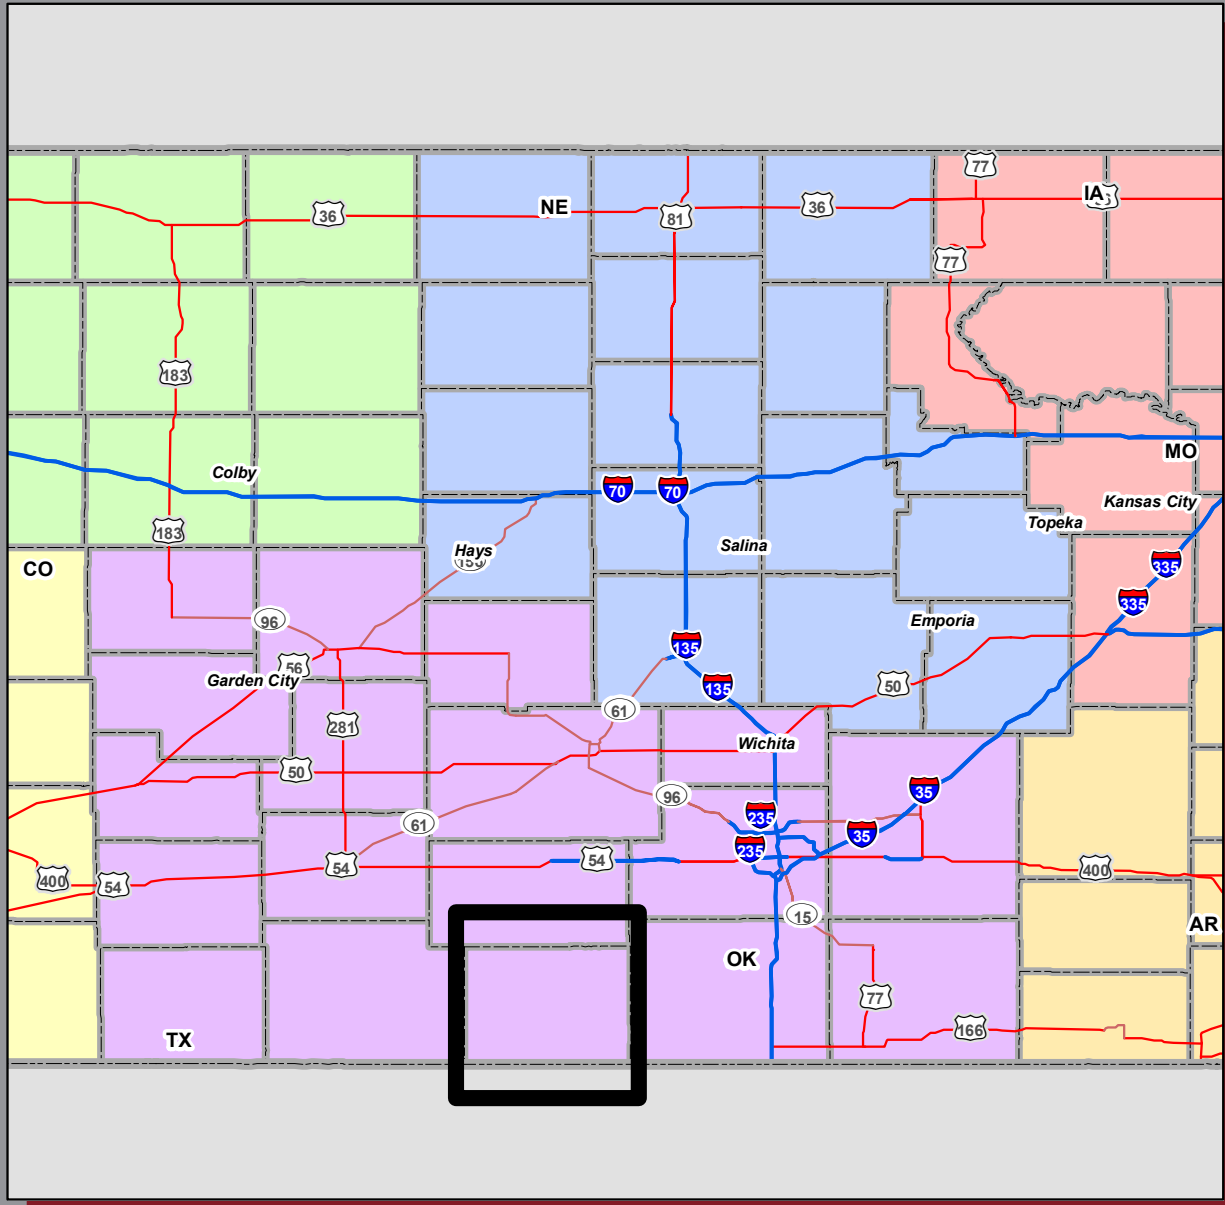 77
IA
36
NE
81
36
77
183
MO
Colby
70
70
Kansas City
Topeka
183
Salina
Hays
CO
335
335
96
Emporia
135
56
Garden City
135
50
61
281
Wichita
50
96
35
235
61
35
235
54
54
400
400
54
15
AR
OK
77
166
TX